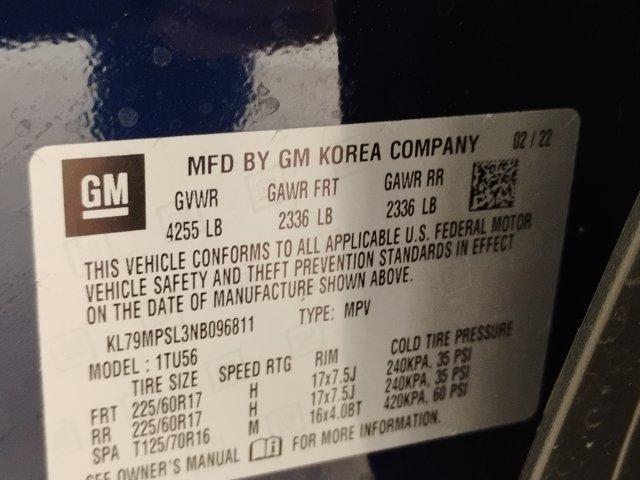 GM
MFD BY GM KOREA COMPANY 02 / 22
GVWR GAWR FRT GAWR RR
4255 LB 2336 LB 2336 LB
THIS VEHICLE CONFORMS TO ALL APPLICABLE U.S. FEDERAL MOTOR
VEHICLE SAFETY AND THEFT PREVENTION STANDARDS IN EFFECT
ON THE DATE OF MANUFACTURE SHOWN ABOVE.
KL79MPSL3NB096811 TYPE: MPV
MODEL : 1TU56
TIRE SIZE SPEED RTG RIM COLD TIRE PRESSURE
FRT 225/60R17 H 17x7.5J 240KPA, 35 PSI
RR 225/60R17 H 17x7.5J 240KPA, 35 PSI
SPA T125/70R16 M 16x4.0BT 420KPA, 60 PSI
SEE OWNER'S MANUAL FOR MORE INFORMATION.